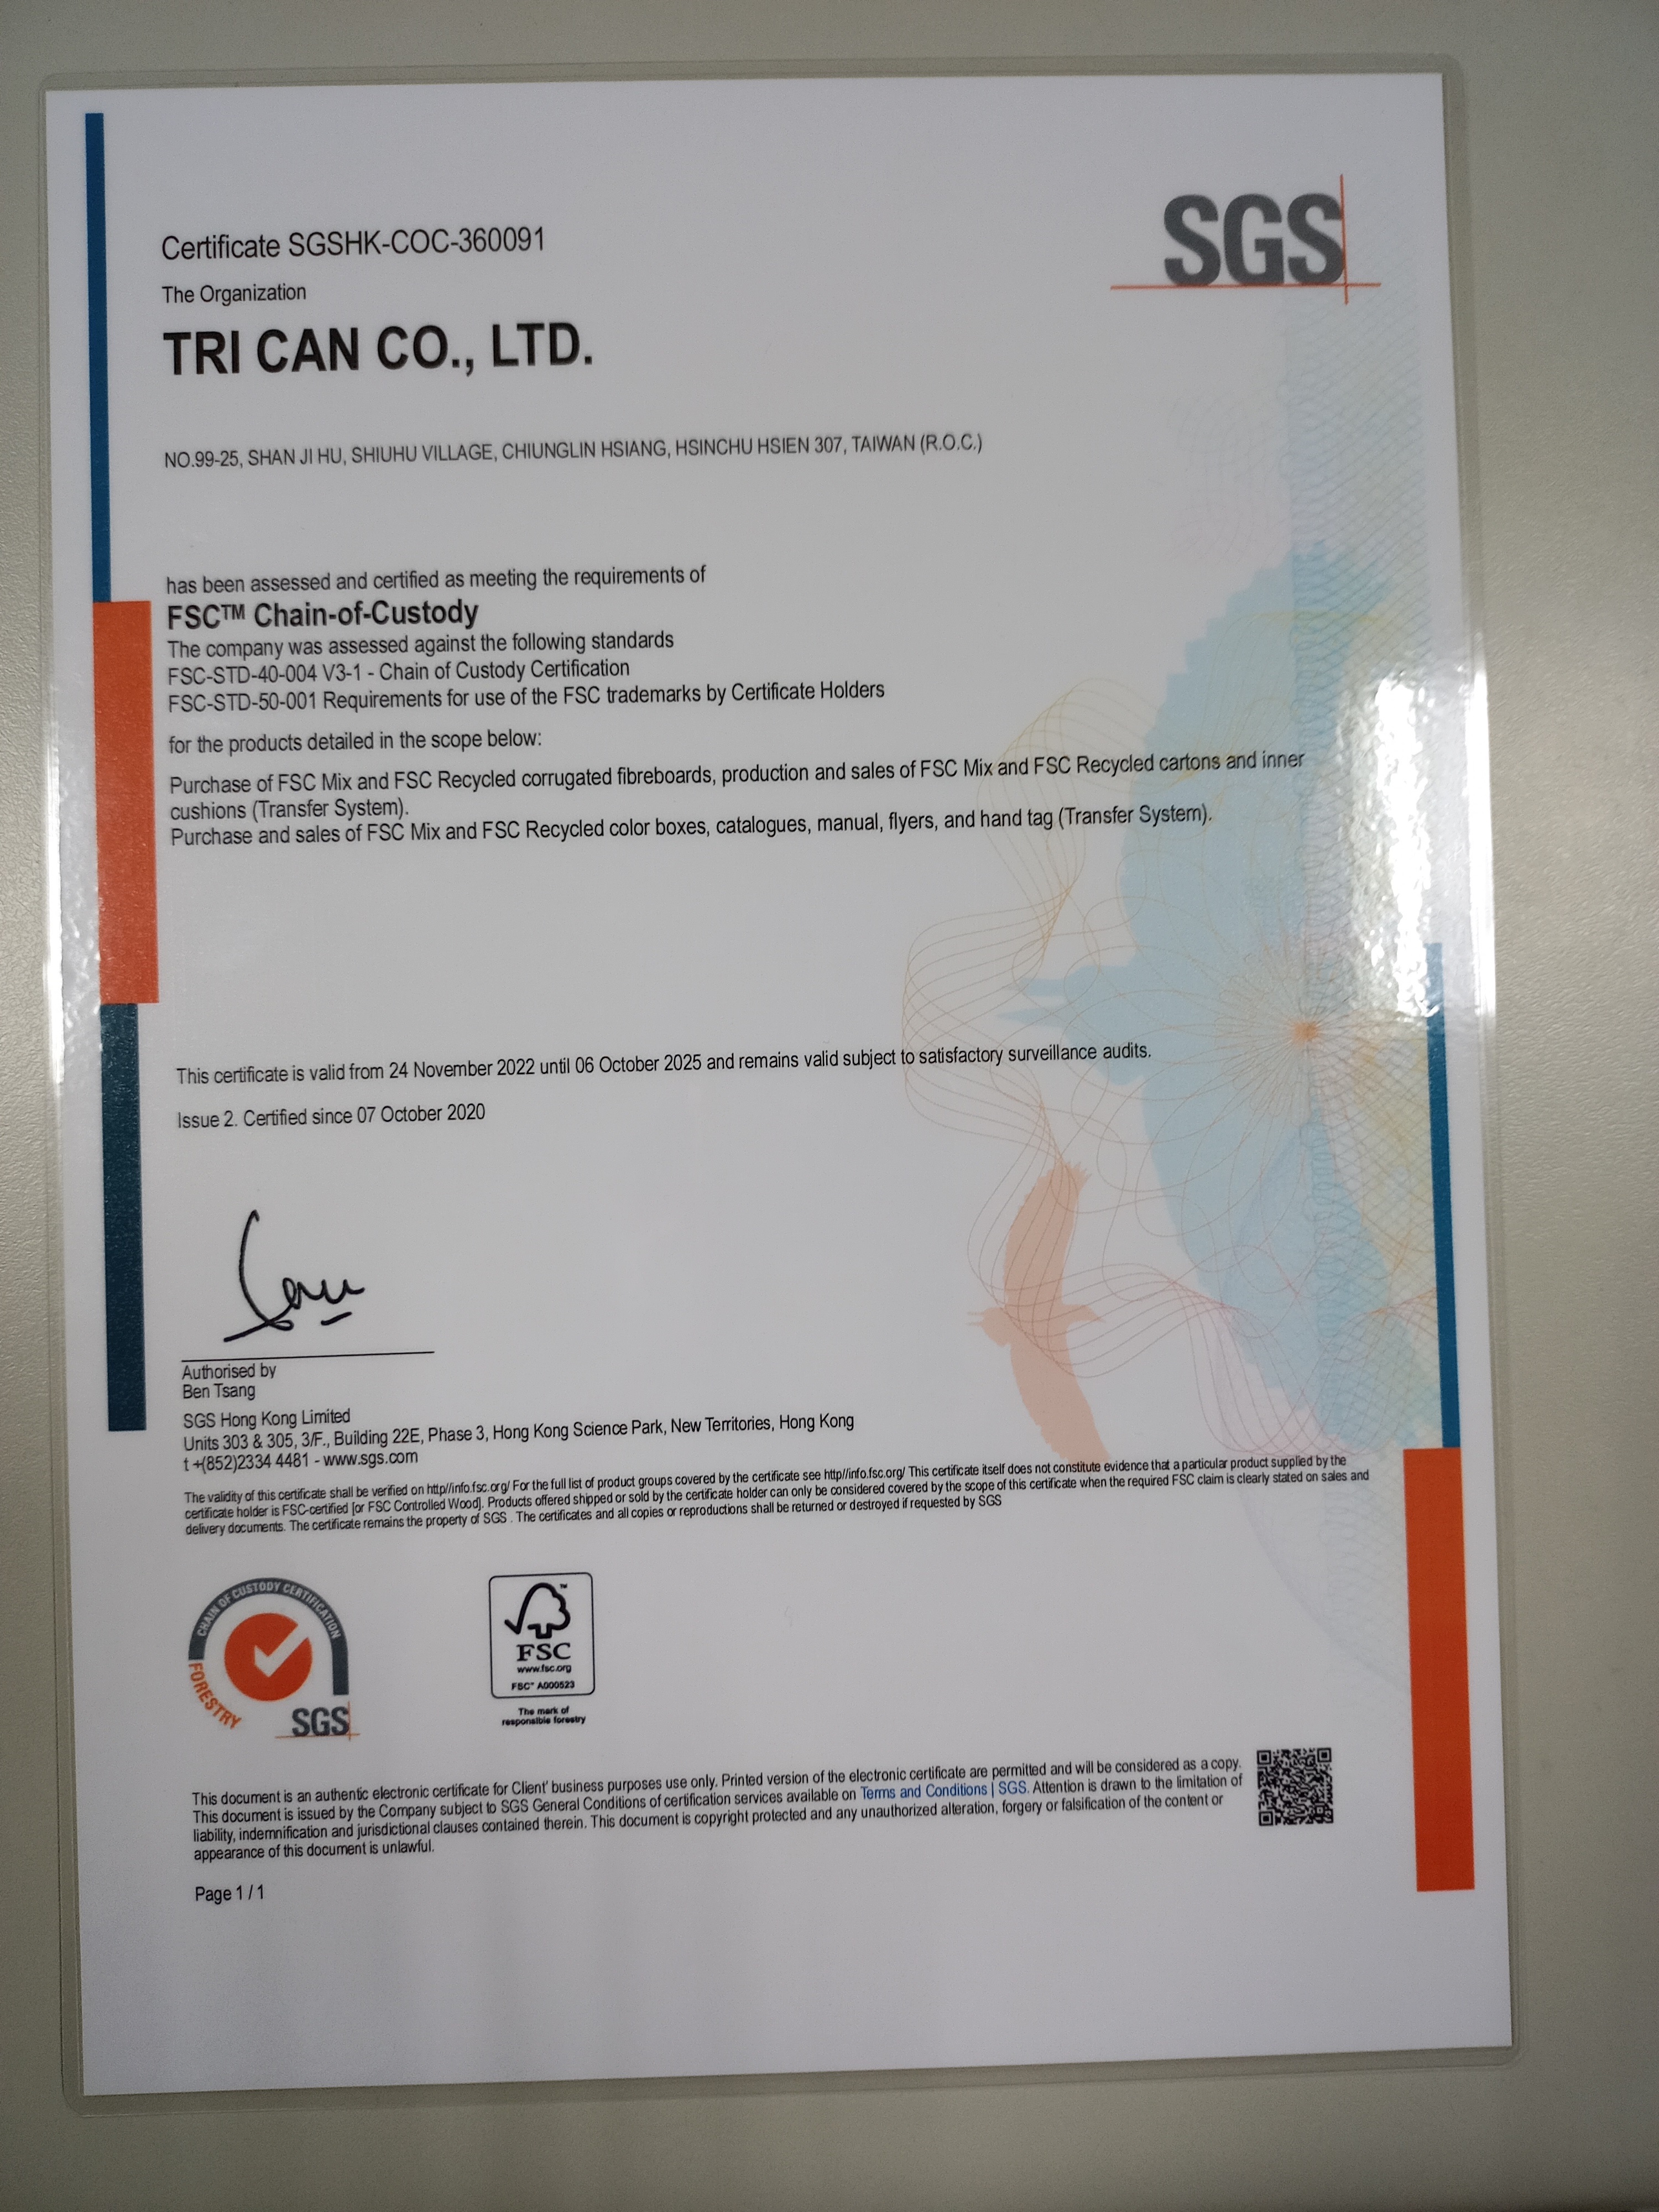 SGS
Certificate SGSHK-COC-360091
The Organization
TRI CAN CO., LTD.
NO.99-25, SHAN JI HU, SHIUHU VILLAGE, CHIUNGLIN HSIANG, HSINCHU HSIEN 307, TAIWAN (R.O.C.)
has been assessed and certified as meeting the requirements of
FSC™ Chain-of-Custody
The company was assessed against the following standards
FSC-STD-40-004 V3-1 - Chain of Custody Certification
FSC-STD-50-001 Requirements for use of the FSC trademarks by Certificate Holders
for the products detailed in the scope below:
Purchase of FSC Mix and FSC Recycled corrugated fibreboards, production and sales of FSC Mix and FSC Recycled cartons and inner
cushions (Transfer System).
Purchase and sales of FSC Mix and FSC Recycled color boxes, catalogues, manual, flyers, and hand tag (Transfer System).
This certificate is valid from 24 November 2022 until 06 October 2025 and remains valid subject to satisfactory surveillance audits.
Issue 2. Certified since 07 October 2020
Authorised by
Ben Tsang
SGS Hong Kong Limited
Units 303 & 305, 3/F., Building 22E, Phase 3, Hong Kong Science Park, New Territories, Hong Kong
t +(852)2334 4481 - www.sgs.com
The validity of this certificate shall be verified on http//info.fsc.org/ For the full list of product groups covered by the certificate see http//info.fsc.org/ This certificate itself does not constitute evidence that a particular product supplied by the
certificate holder is FSC-certified [or FSC Controlled Wood]. Products offered shipped or sold by the certificate holder can only be considered covered by the scope of this certificate when the required FSC claim is clearly stated on sales and
delivery documents. The certificate remains the property of SGS . The certificates and all copies or reproductions shall be returned or destroyed if requested by SGS
CHAIN OF CUSTODY CERTIFICATION
FORESTRY
SGS
FSC
www.fsc.org
FSC™ A000523
The mark of
responsible forestry
This document is an authentic electronic certificate for Client' business purposes use only. Printed version of the electronic certificate are permitted and will be considered as a copy.
This document is issued by the Company subject to SGS General Conditions of certification services available on Terms and Conditions | SGS. Attention is drawn to the limitation of
liability, indemnification and jurisdictional clauses contained therein. This document is copyright protected and any unauthorized alteration, forgery or falsification of the content or
appearance of this document is unlawful.
Page 1 / 1